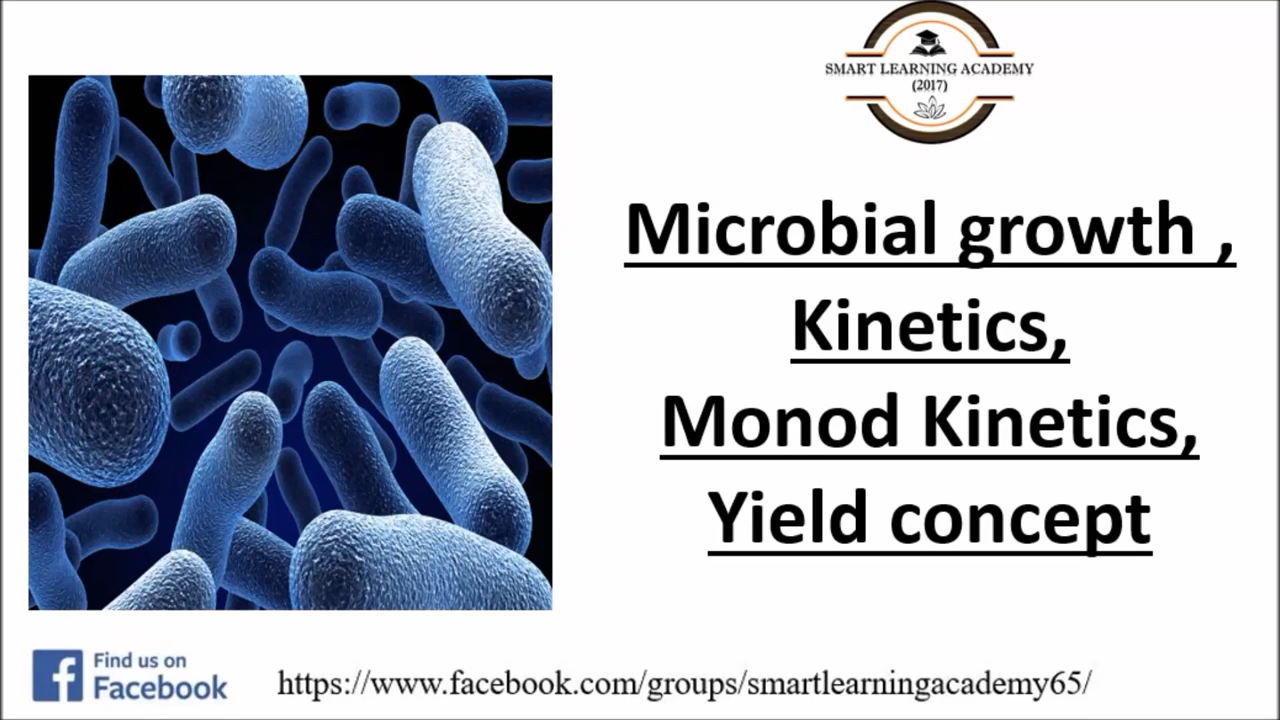 SMART LEARNING ACADEMY
(2017)
Microbial growth ,
Kinetics,
Monod Kinetics,
Yield concept
f
Find us on
Facebook
https://www.facebook.com/groups/smartlearningacademy65/